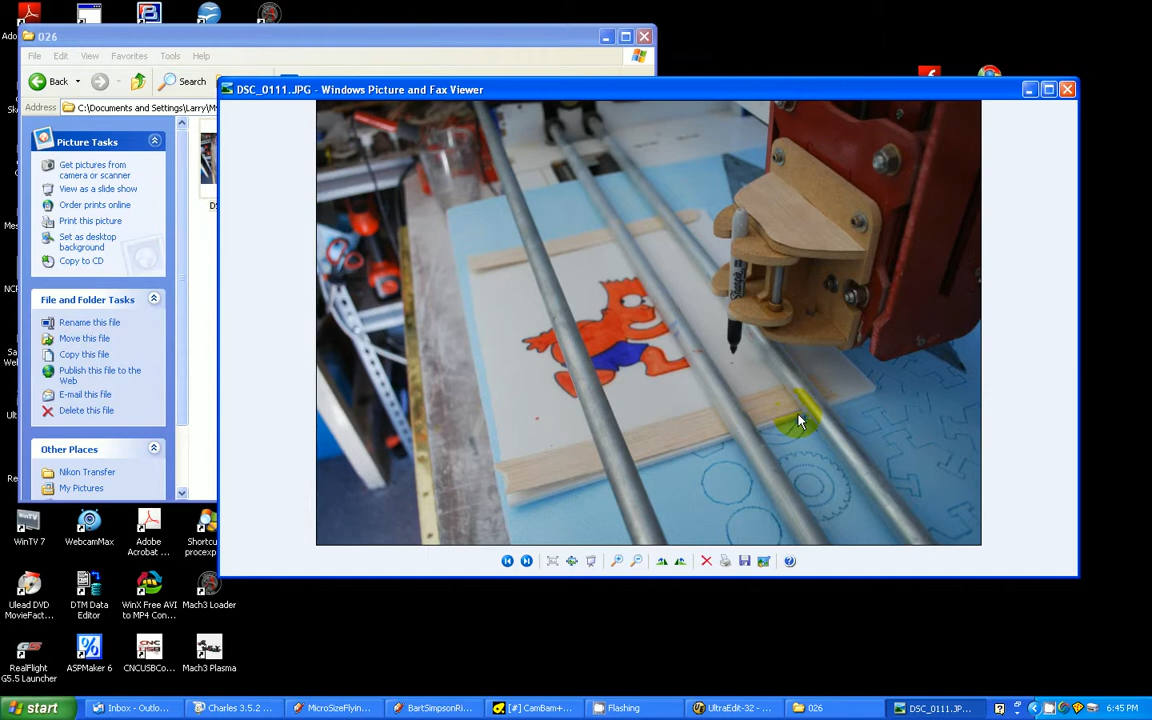 026
File Edit View Favorites Tools Help
Back Search
Address C:\Documents and Settings\Larry\M
DSC_0111.JPG - Windows Picture and Fax Viewer
Picture Tasks
Get pictures from
camera or scanner
View as a slide show
Order prints online
Print this picture
Set as desktop
background
Copy to CD
File and Folder Tasks
Rename this file
Move this file
Copy this file
Publish this file to the
Web
E-mail this file
Delete this file
Other Places
Nikon Transfer
My Pictures
Sharpie
WinTV 7
WebcamMax
Adobe
Acrobat ...
Shortcu
procexp
Ulead DVD
MovieFact...
DTM Data
Editor
WinX Free AVI
to MP4 Con...
Mach3 Loader
RealFlight
G5.5 Launcher
ASPMaker 6
CNCUSBCo...
Mach3 Plasma
start
Inbox - Outlo...
Charles 3.5.2 ...
MicroSizeFlyin...
BartSimpsonRi...
[#] CamBam+...
Flashing
UltraEdit-32 - ...
026
DSC_0111.JP...
6:45 PM